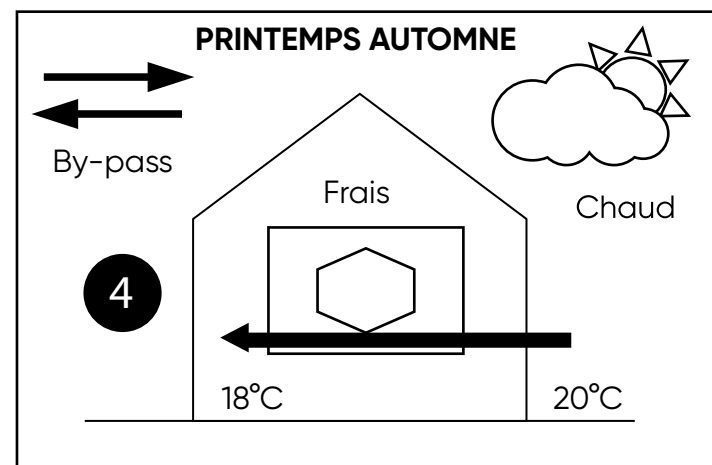 PRINTEMPS AUTOMNE
By-pass
Frais
Chaud
4
18°C
20°C